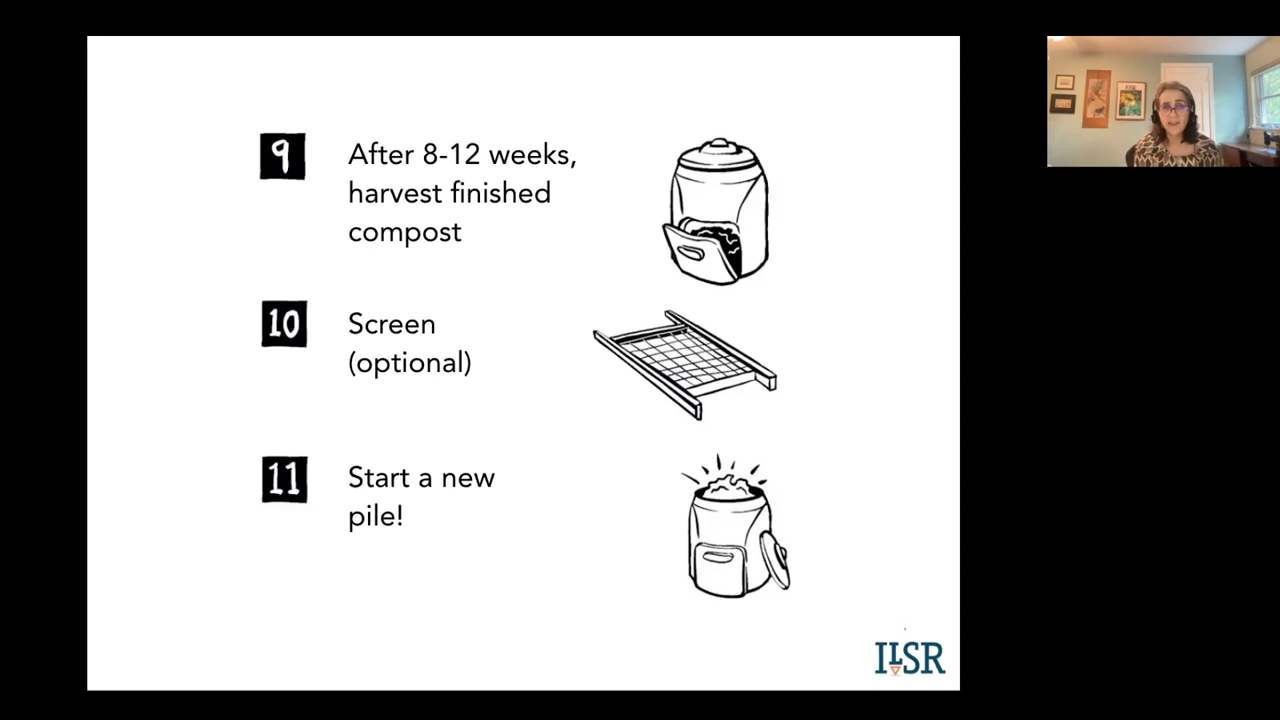 9
After 8-12 weeks,
harvest finished
compost
10
Screen
(optional)
11
Start a new
pile!
ILSR